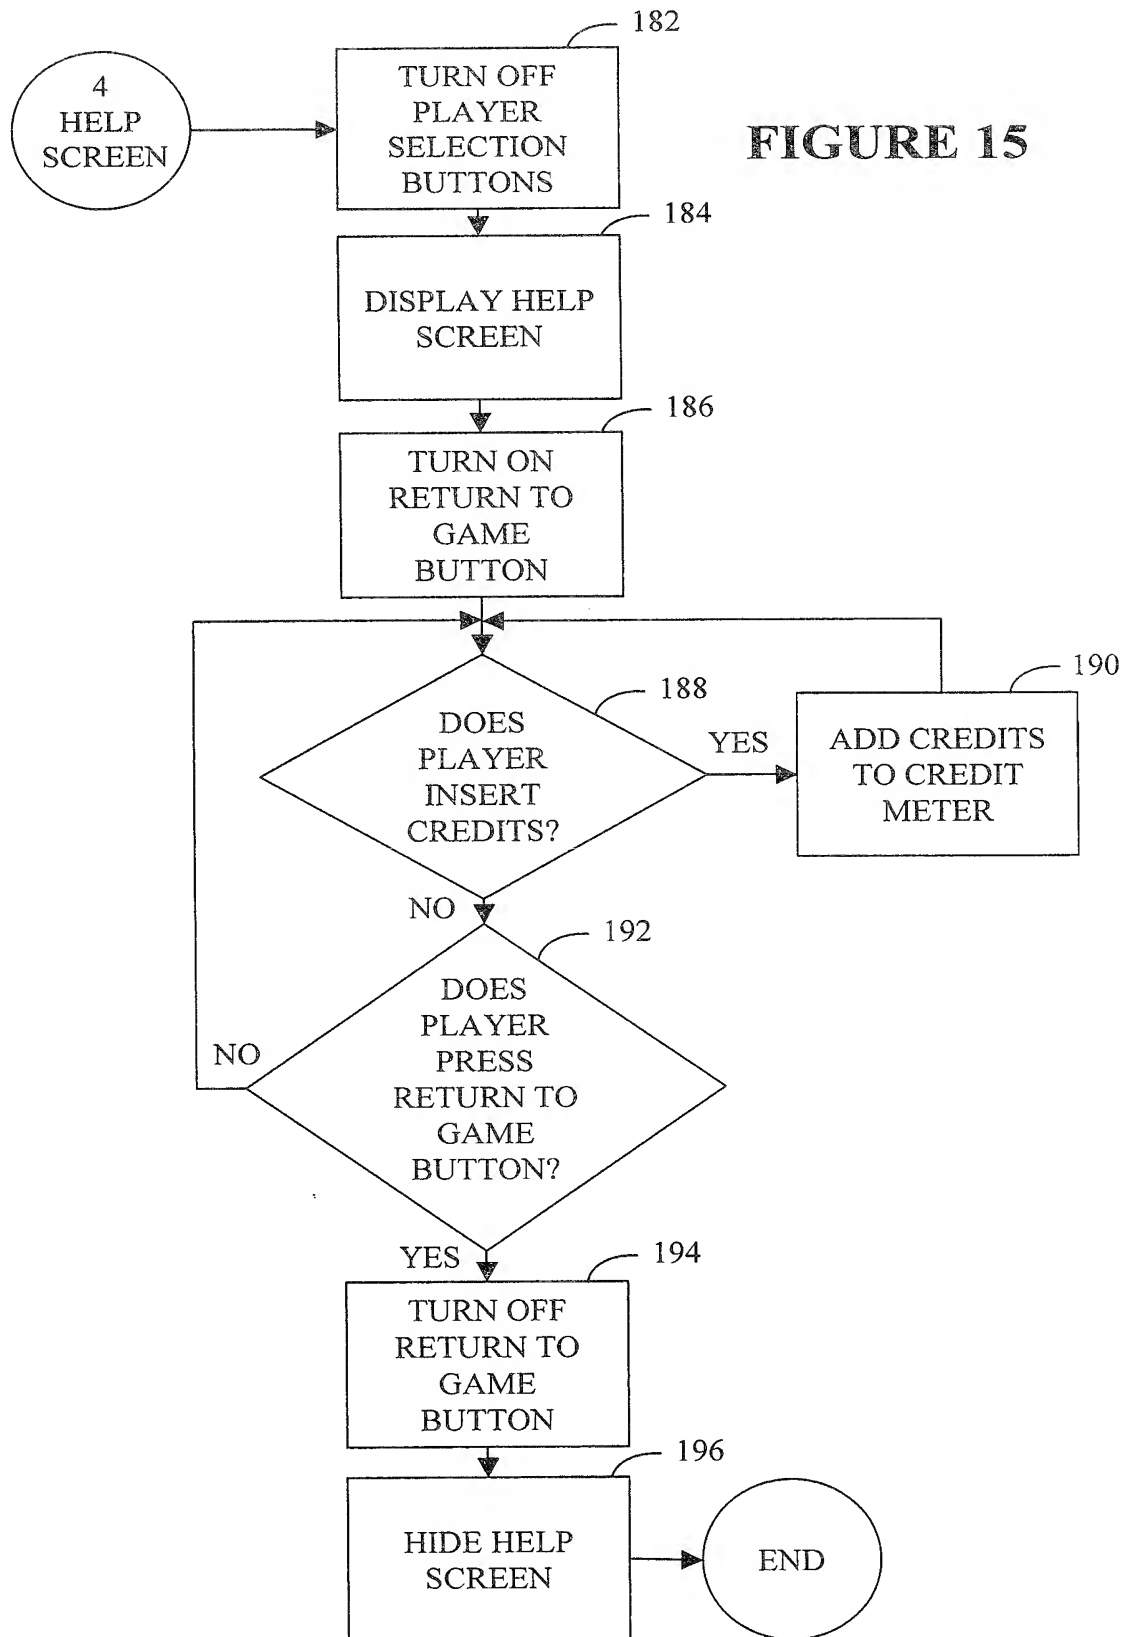 182
4
HELP
SCREEN
TURN OFF
PLAYER
SELECTION
BUTTONS
FIGURE 15
184
DISPLAY HELP
SCREEN
186
TURN ON
RETURN TO
GAME
BUTTON
188
DOES
PLAYER
INSERT
CREDITS?
YES
190
ADD CREDITS
TO CREDIT
METER
NO
192
DOES
PLAYER
PRESS
RETURN TO
GAME
BUTTON?
NO
YES
194
TURN OFF
RETURN TO
GAME
BUTTON
196
HIDE HELP
SCREEN
END